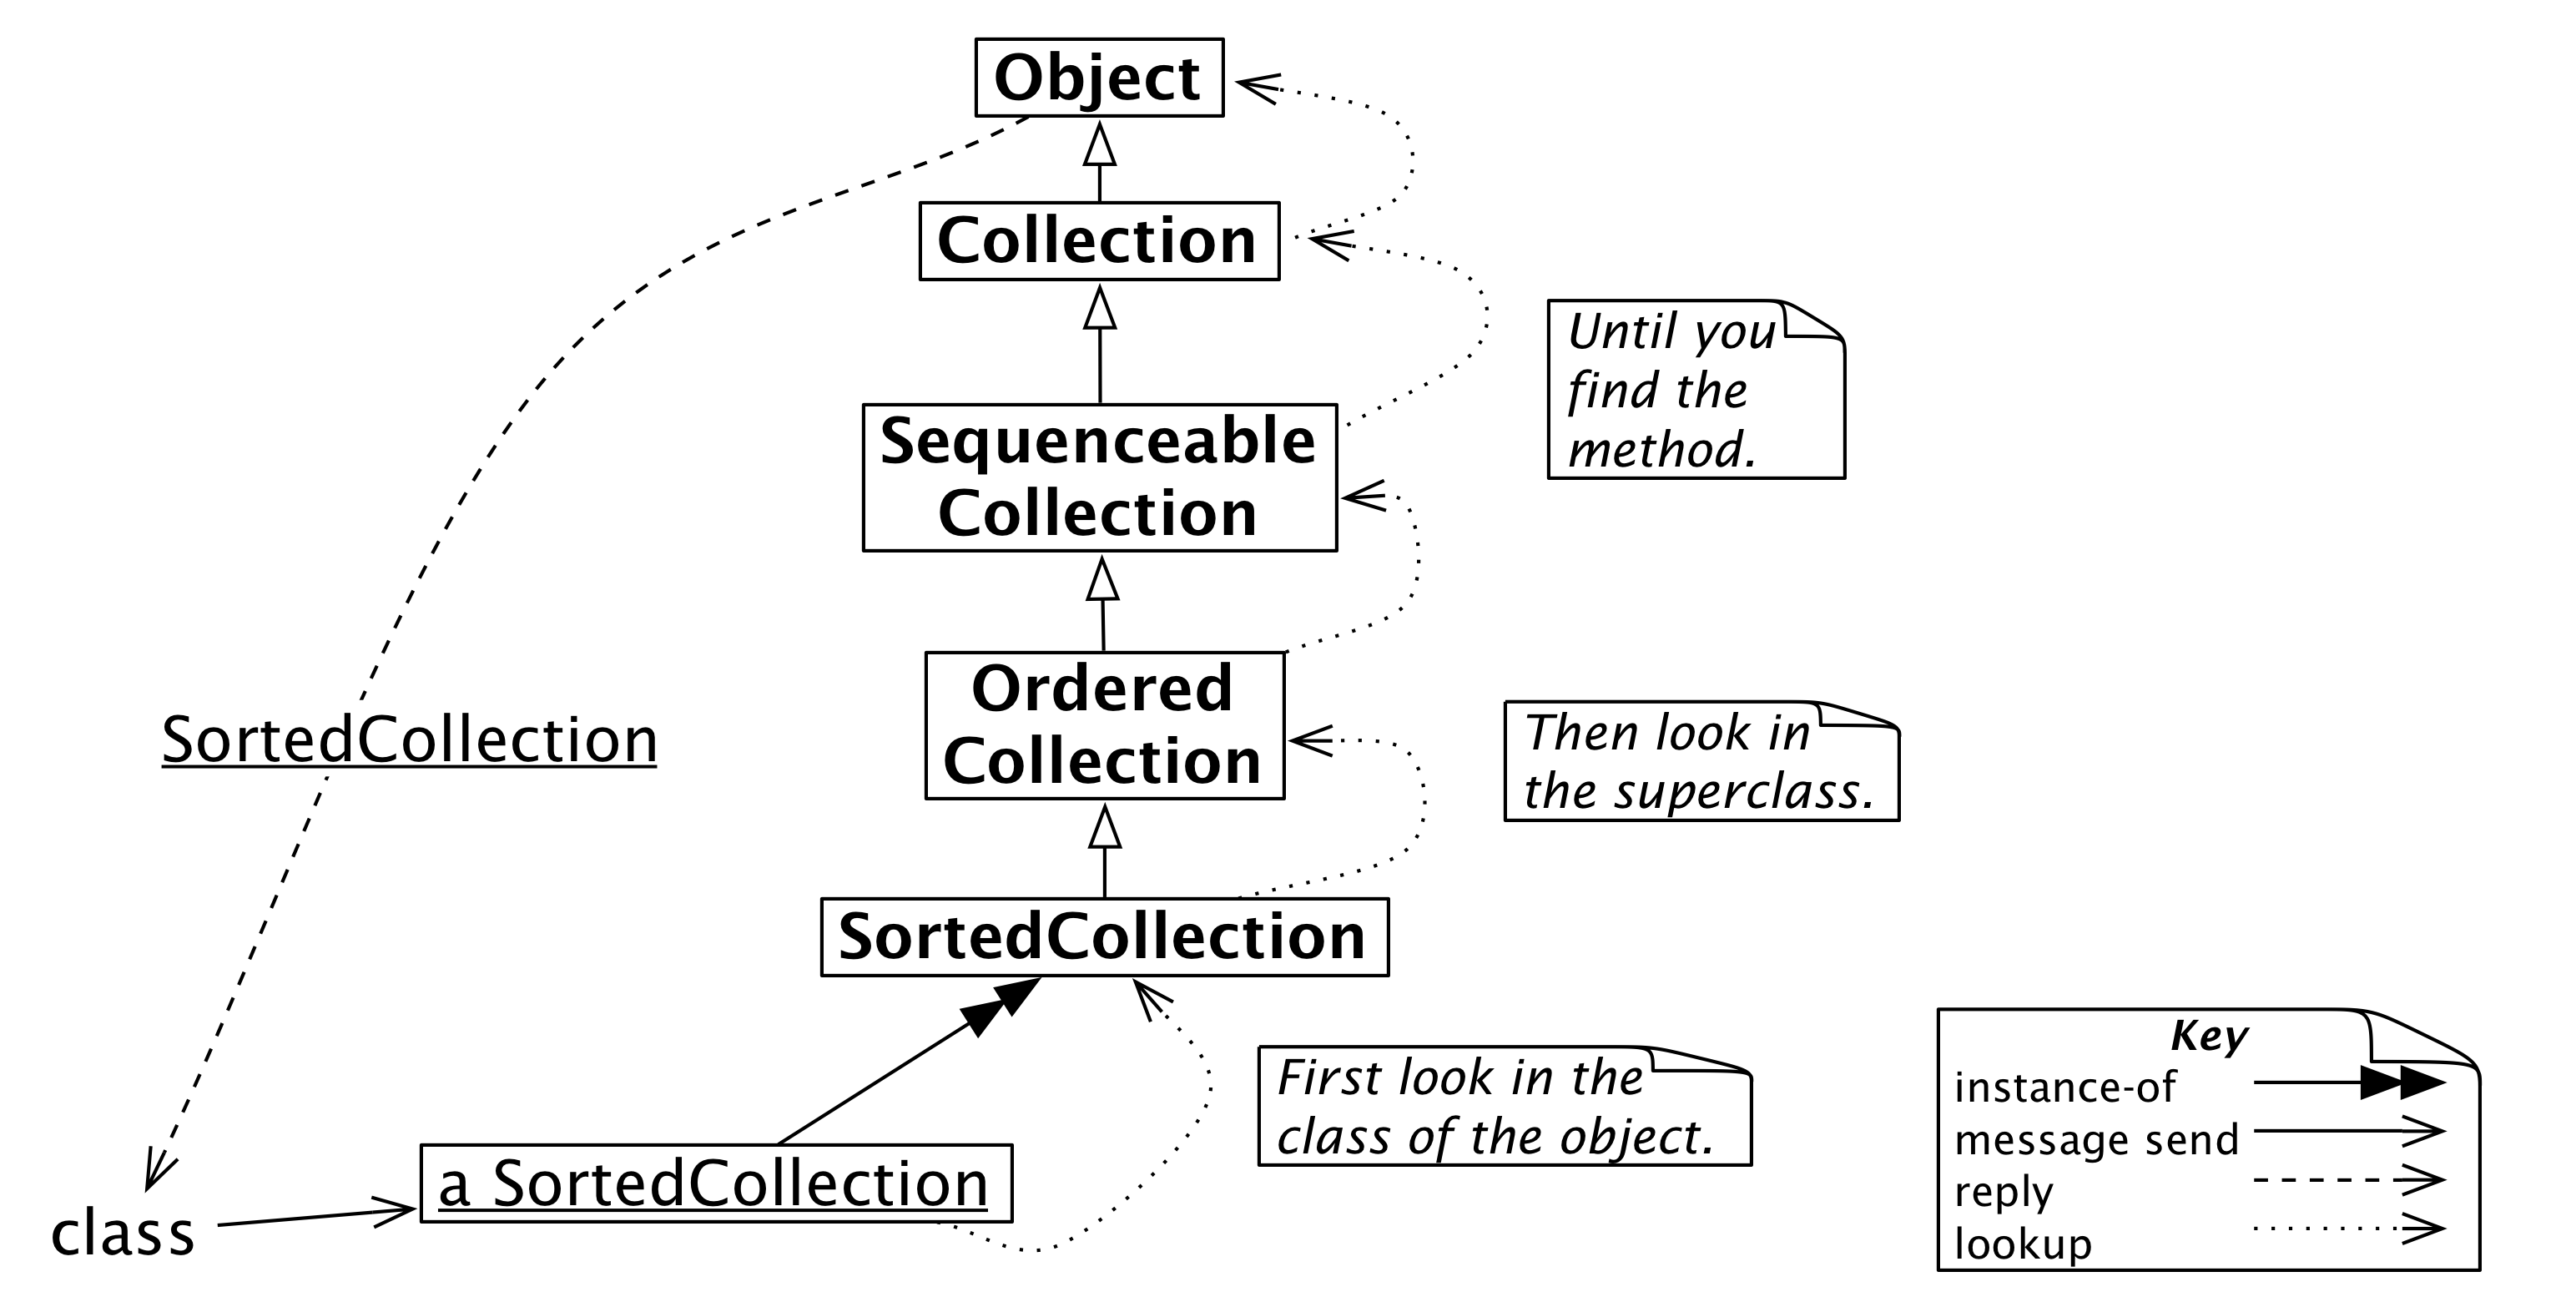 Object
Collection
Until you
find the
method.
Sequenceable
Collection
Ordered
Collection
Then look in
the superclass.
SortedCollection
SortedCollection
First look in the
class of the object.
a SortedCollection
class
Key
instance-of
message send
reply
lookup